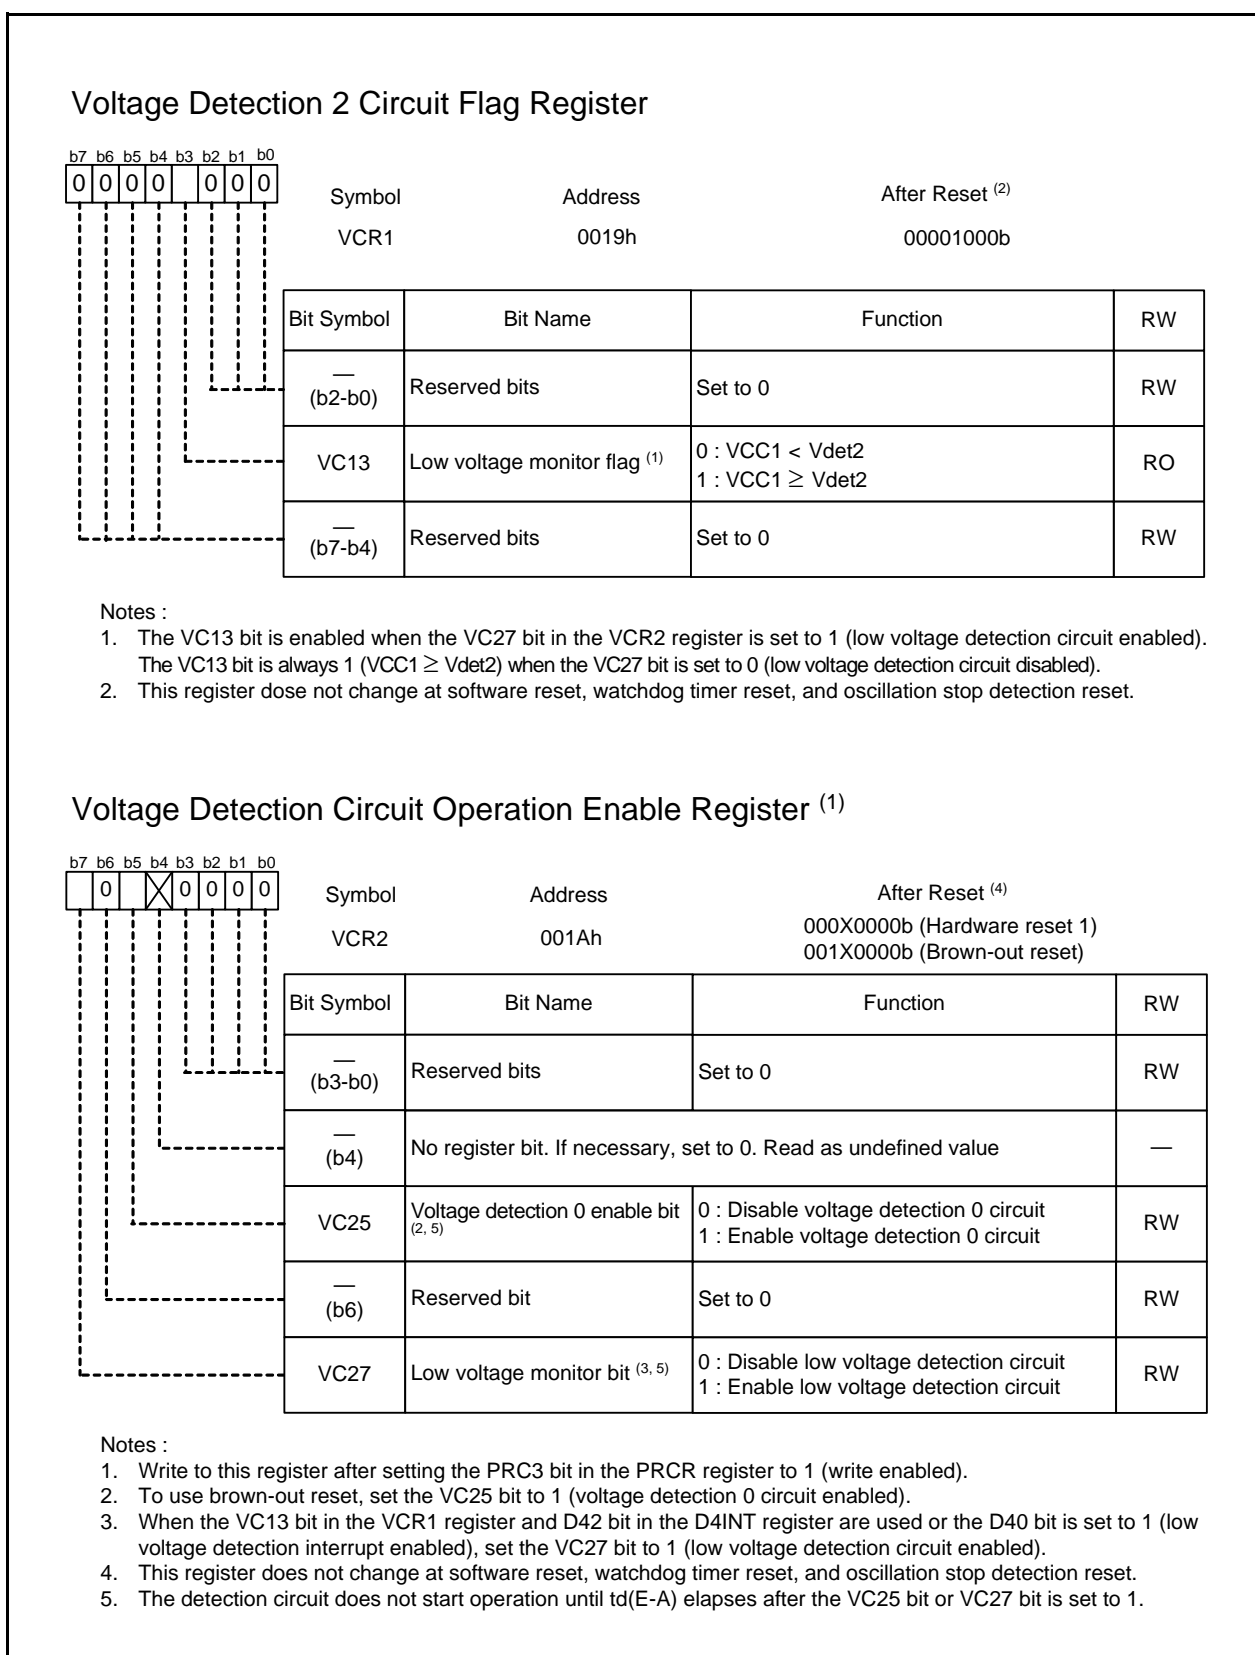 Voltage Detection 2 Circuit Flag Register
b7 b6 b5 b4 b3 b2 b1 b0
0 0 0 0 0 0 0
Symbol Address After Reset (2)
VCR1 0019h 00001000b
Bit Symbol Bit Name Function RW
—
(b2-b0) Reserved bits Set to 0 RW
VC13 Low voltage monitor flag (1) 0 : VCC1 < Vdet2 RO
1 : VCC1 ≥ Vdet2
—
(b7-b4) Reserved bits Set to 0 RW
Notes :
1. The VC13 bit is enabled when the VC27 bit in the VCR2 register is set to 1 (low voltage detection circuit enabled).
The VC13 bit is always 1 (VCC1 ≥ Vdet2) when the VC27 bit is set to 0 (low voltage detection circuit disabled).
2. This register dose not change at software reset, watchdog timer reset, and oscillation stop detection reset.
Voltage Detection Circuit Operation Enable Register (1)
b7 b6 b5 b4 b3 b2 b1 b0
0 0 0 0 0
Symbol Address After Reset (4)
VCR2 001Ah 000X0000b (Hardware reset 1)
001X0000b (Brown-out reset)
Bit Symbol Bit Name Function RW
—
(b3-b0) Reserved bits Set to 0 RW
—
(b4) No register bit. If necessary, set to 0. Read as undefined value —
VC25 Voltage detection 0 enable bit 0 : Disable voltage detection 0 circuit RW
(2, 5) 1 : Enable voltage detection 0 circuit
—
(b6) Reserved bit Set to 0 RW
VC27 Low voltage monitor bit (3, 5) 0 : Disable low voltage detection circuit RW
1 : Enable low voltage detection circuit
Notes :
1. Write to this register after setting the PRC3 bit in the PRCR register to 1 (write enabled).
2. To use brown-out reset, set the VC25 bit to 1 (voltage detection 0 circuit enabled).
3. When the VC13 bit in the VCR1 register and D42 bit in the D4INT register are used or the D40 bit is set to 1 (low
voltage detection interrupt enabled), set the VC27 bit to 1 (low voltage detection circuit enabled).
4. This register does not change at software reset, watchdog timer reset, and oscillation stop detection reset.
5. The detection circuit does not start operation until td(E-A) elapses after the VC25 bit or VC27 bit is set to 1.